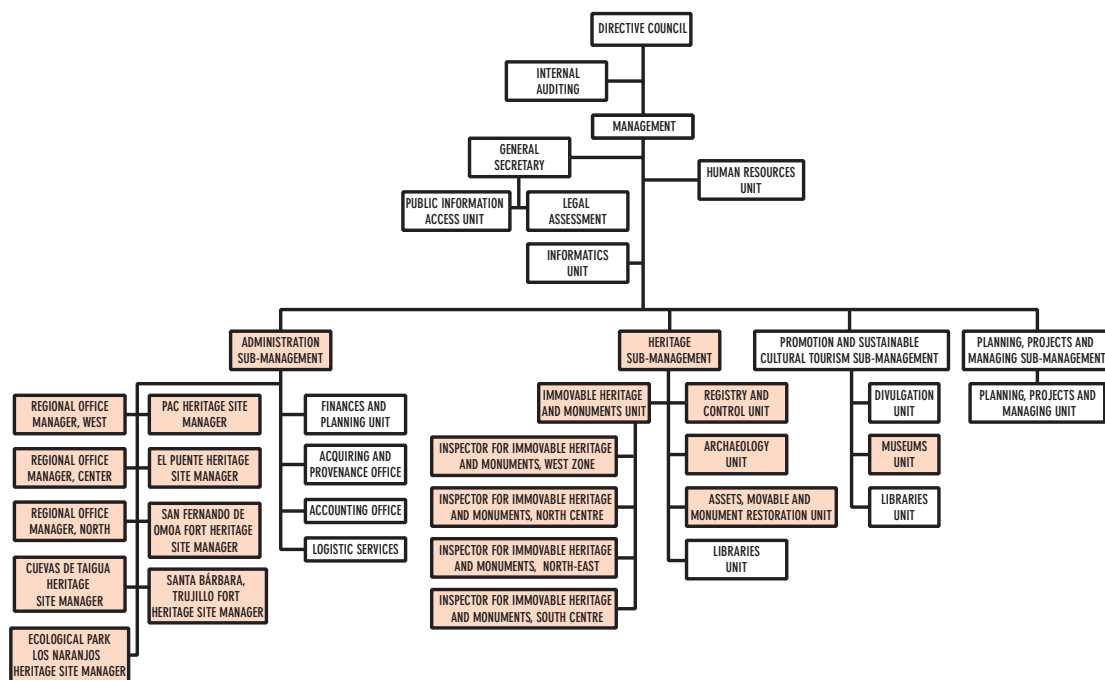 DIRECTIVE COUNCIL
INTERNAL
AUDITING
MANAGEMENT
GENERAL
SECRETARY
HUMAN RESOURCES
UNIT
PUBLIC INFORMATION
ACCESS UNIT
LEGAL
ASSESSMENT
INFORMATICS
UNIT
ADMINISTRATION
SUB-MANAGEMENT
HERITAGE
SUB-MANAGEMENT
PROMOTION AND SUSTAINABLE
CULTURAL TOURISM SUB-MANAGEMENT
PLANNING, PROJECTS AND
MANAGING SUB-MANAGEMENT
REGIONAL OFFICE
MANAGER, WEST
PAC HERITAGE SITE
MANAGER
FINANCES AND
PLANNING UNIT
REGIONAL OFFICE
MANAGER, CENTER
EL PUENTE HERITAGE
SITE MANAGER
ACQUIRING AND
PROVENANCE OFFICE
REGIONAL OFFICE
MANAGER, NORTH
SAN FERNANDO DE
OMOA FORT HERITAGE
SITE MANAGER
ACCOUNTING OFFICE
LOGISTIC SERVICES
CUEVAS DE TAIGUA
HERITAGE
SITE MANAGER
SANTA BÁRBARA,
TRUJILLO FORT
HERITAGE SITE MANAGER
ECOLOGICAL PARK
LOS NARANJOS
HERITAGE SITE MANAGER
IMMOVABLE HERITAGE
AND MONUMENTS UNIT
REGISTRY AND
CONTROL UNIT
INSPECTOR FOR IMMOVABLE HERITAGE
AND MONUMENTS, WEST ZONE
ARCHAEOLOGY
UNIT
INSPECTOR FOR IMMOVABLE HERITAGE
AND MONUMENTS, NORTH CENTRE
ASSETS, MOVABLE AND
MONUMENT RESTORATION UNIT
INSPECTOR FOR IMMOVABLE HERITAGE
AND MONUMENTS, NORTH-EAST
LIBRARIES
UNIT
INSPECTOR FOR IMMOVABLE HERITAGE
AND MONUMENTS, SOUTH CENTRE
DIVULGATION
UNIT
MUSEUMS
UNIT
LIBRARIES
UNIT
PLANNING, PROJECTS AND
MANAGING UNIT